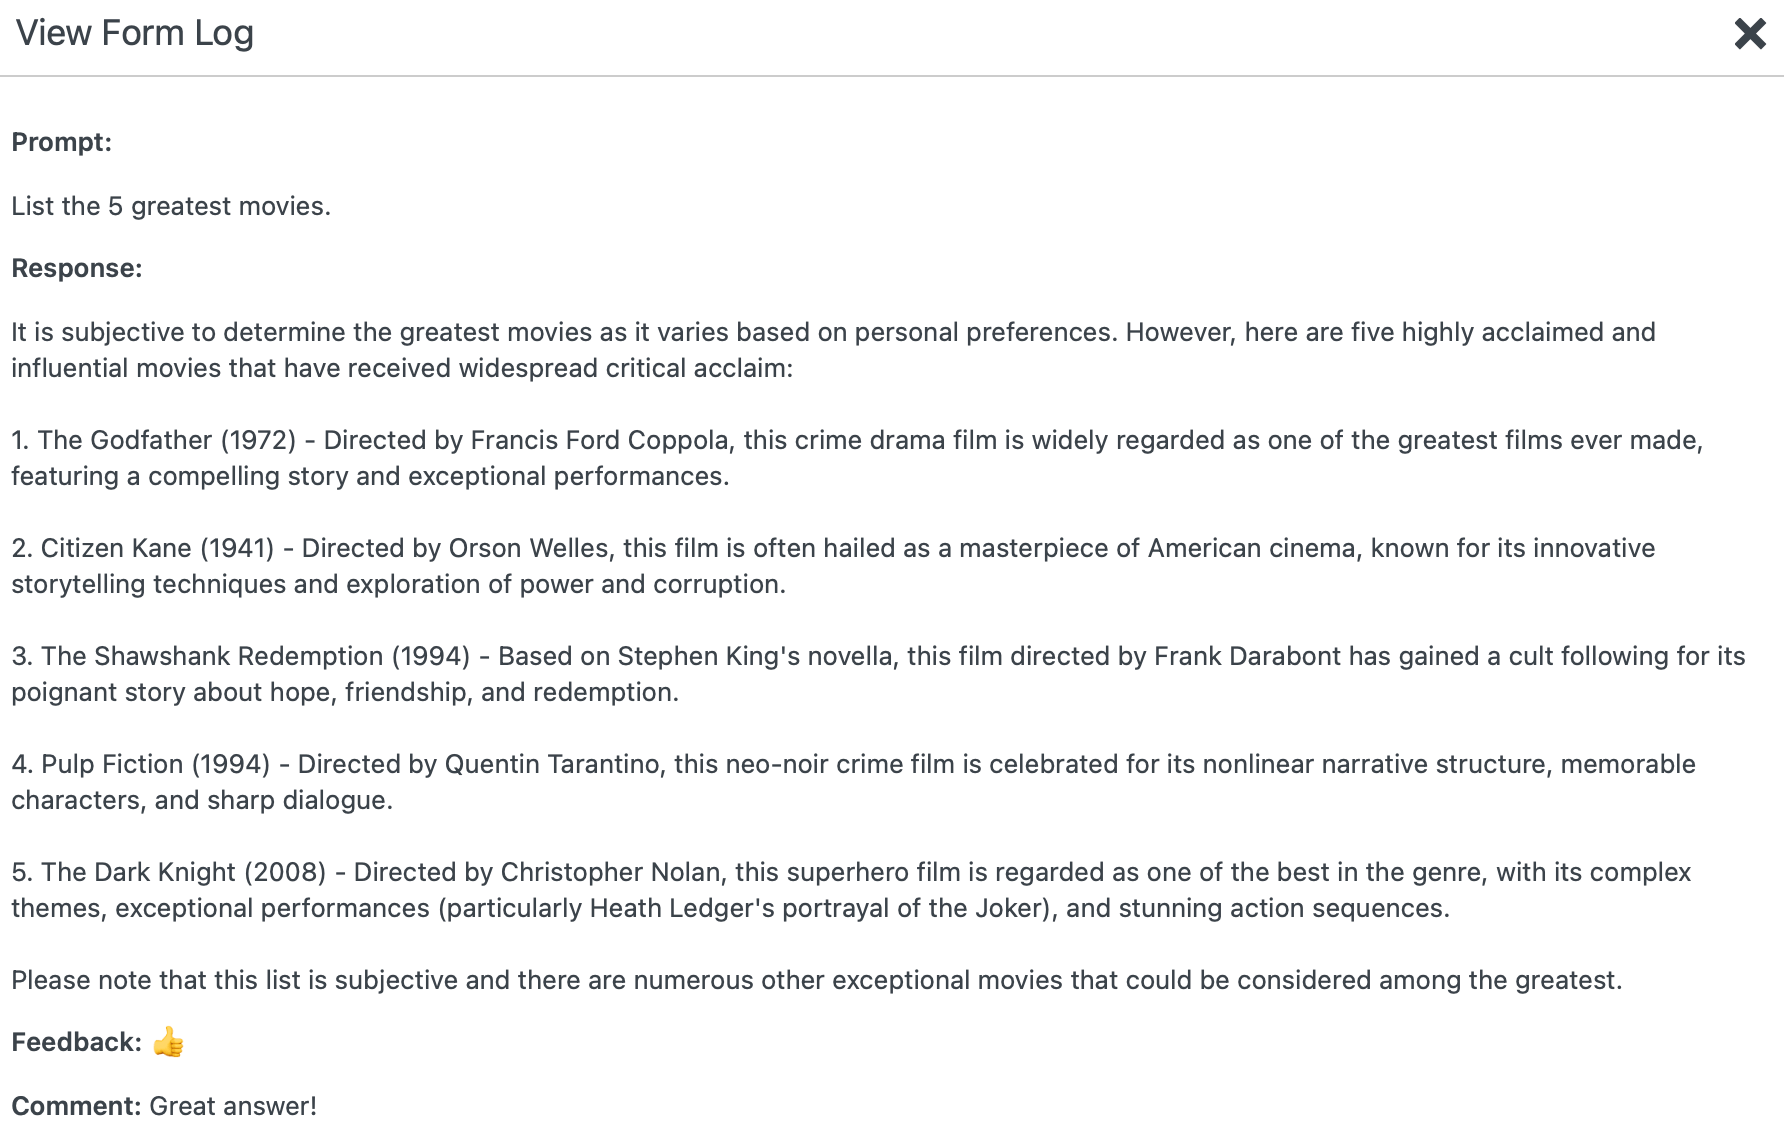 View Form Log
Prompt:
List the 5 greatest movies.
Response:
It is subjective to determine the greatest movies as it varies based on personal preferences. However, here are five highly acclaimed and
influential movies that have received widespread critical acclaim:
1. The Godfather (1972) - Directed by Francis Ford Coppola, this crime drama film is widely regarded as one of the greatest films ever made,
featuring a compelling story and exceptional performances.
2. Citizen Kane (1941) - Directed by Orson Welles, this film is often hailed as a masterpiece of American cinema, known for its innovative
storytelling techniques and exploration of power and corruption.
3. The Shawshank Redemption (1994) - Based on Stephen King's novella, this film directed by Frank Darabont has gained a cult following for its
poignant story about hope, friendship, and redemption.
4. Pulp Fiction (1994) - Directed by Quentin Tarantino, this neo-noir crime film is celebrated for its nonlinear narrative structure, memorable
characters, and sharp dialogue.
5. The Dark Knight (2008) - Directed by Christopher Nolan, this superhero film is regarded as one of the best in the genre, with its complex
themes, exceptional performances (particularly Heath Ledger's portrayal of the Joker), and stunning action sequences.
Please note that this list is subjective and there are numerous other exceptional movies that could be considered among the greatest.
Feedback: 👍
Comment: Great answer!